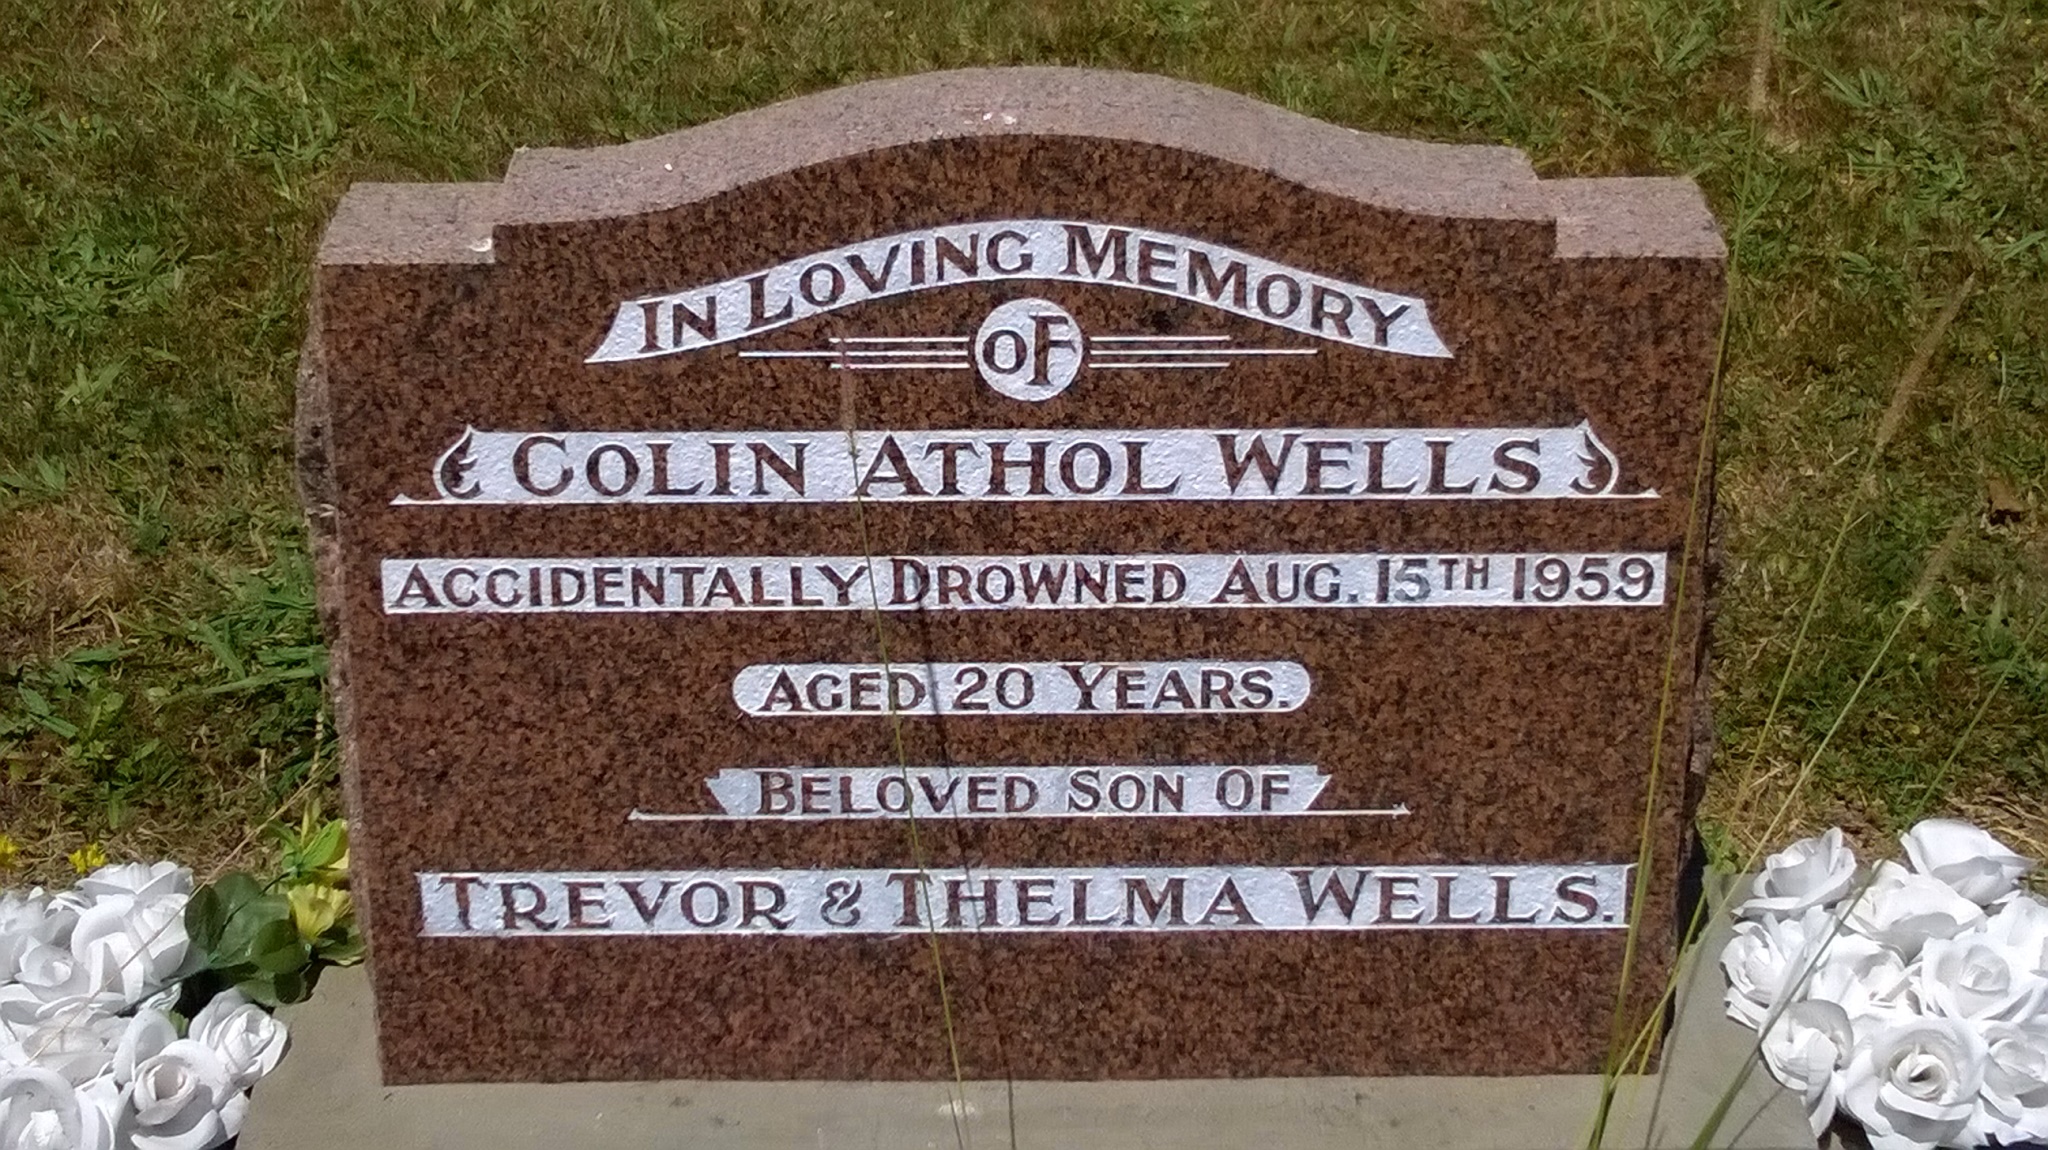 IN LOVING MEMORY
OF
COLIN ATHOL WELLS
ACCIDENTALLY DROWNED AUG. 15TH 1959
AGED 20 YEARS.
BELOVED SON OF
TREVOR & THELMA WELLS.